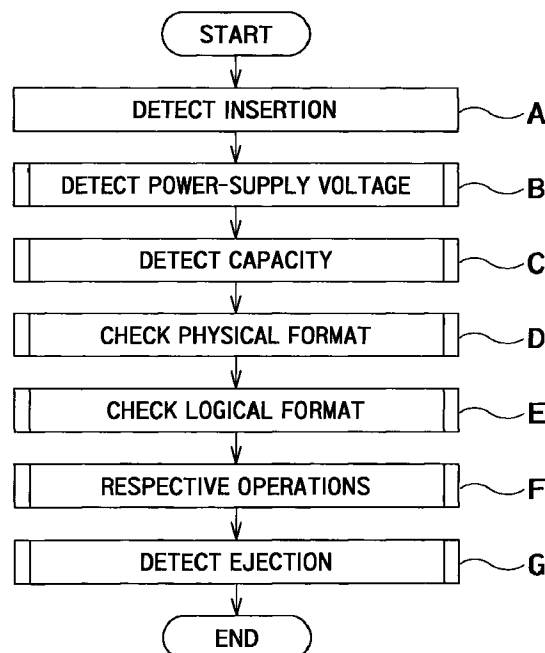 START
DETECT INSERTION A
DETECT POWER-SUPPLY VOLTAGE B
DETECT CAPACITY C
CHECK PHYSICAL FORMAT D
CHECK LOGICAL FORMAT E
RESPECTIVE OPERATIONS F
DETECT EJECTION G
END